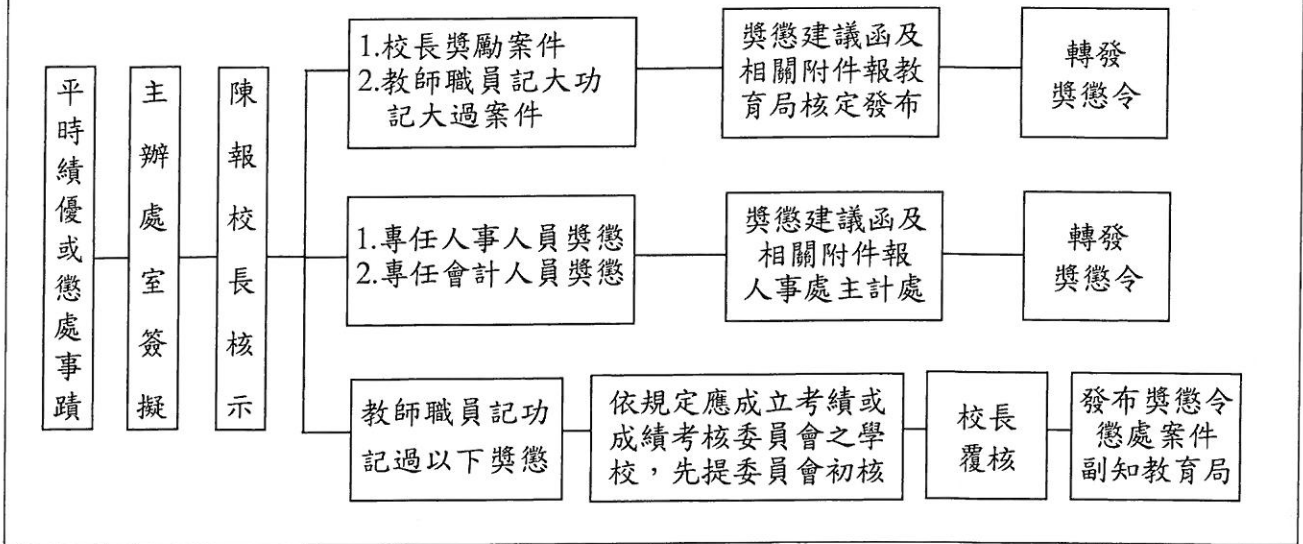 平時績優或懲處事蹟
主辦處室簽擬
陳報校長核示
1.校長獎勵案件
2.教師職員記大功
記大過案件
獎懲建議函及
相關附件報教
育局核定發布
轉發
獎懲令
1.專任人事人員獎懲
2.專任會計人員獎懲
獎懲建議函及
相關附件報
人事處主計處
轉發
獎懲令
教師職員記功
記過以下獎懲
依規定應成立考績或
成績考核委員會之學
校，先提委員會初核
校長
覆核
發布獎懲令
懲處案件
副知教育局